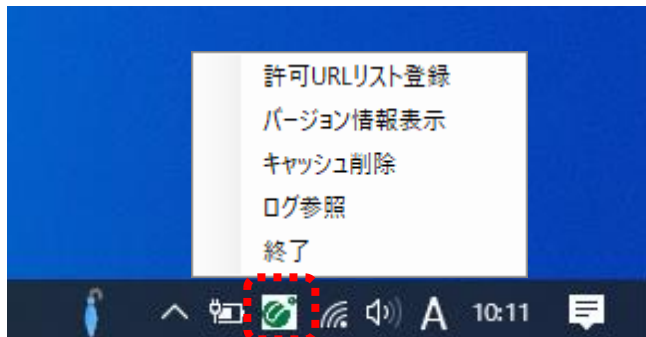 許可URLリスト登録
バージョン情報表示
キャッシュ削除
ログ参照
終了
A 10:11